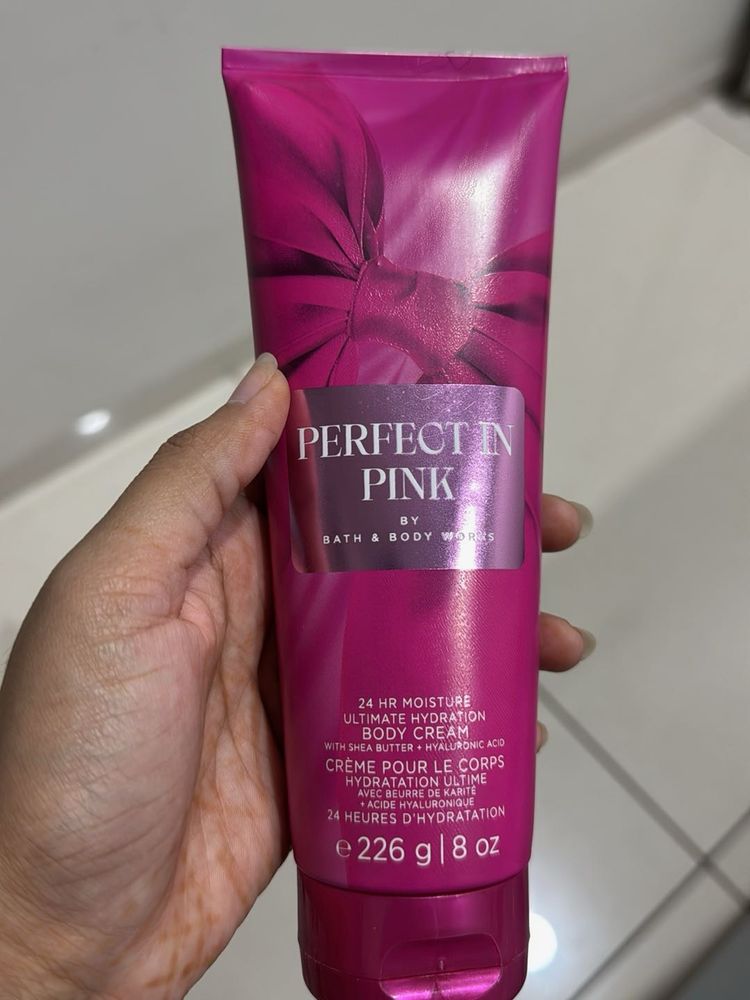 PERFECT IN
PINK
BY
BATH & BODY WORKS
24 HR MOISTURE
ULTIMATE HYDRATION
BODY CREAM
WITH SHEA BUTTER + HYALURONIC ACID
CRÈME POUR LE CORPS
HYDRATATION ULTIME
AVEC BEURRE DE KARITÉ
+ ACIDE HYALURONIQUE
24 HEURES D'HYDRATATION
e 226 g | 8 oz